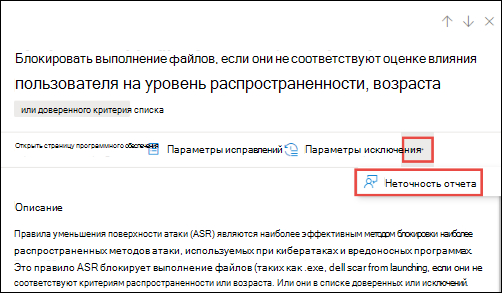 Блокировать выполнение файлов, если они не соответствуют оценке влияния
пользователя на уровень распространенности, возраста
или доверенного критерия списка
Открыть страницу программного обеспечения Параметры исправлений Параметры исключения
Неточность отчета
Описание
Правила уменьшения поверхности атаки (ASR) являются наиболее эффективным методом блокировки наиболее
распространенных методов атаки, используемых при кибератаках и вредоносных программах.
Это правило ASR блокирует выполнение файлов (таких как .exe, dell scar from launching, если они не
соответствуют критериям распространености или возраста. Или они в списке доверенных или исключений.